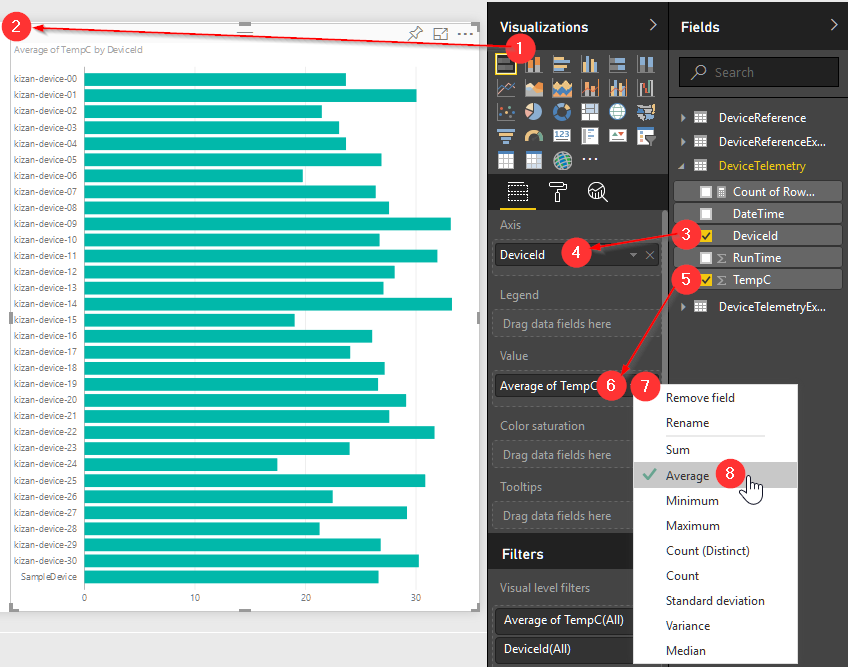 2
Average of TempC by DeviceId
kizan-device-00
kizan-device-01
kizan-device-02
kizan-device-03
kizan-device-04
kizan-device-05
kizan-device-06
kizan-device-07
kizan-device-08
kizan-device-09
kizan-device-10
kizan-device-11
kizan-device-12
kizan-device-13
kizan-device-14
kizan-device-15
kizan-device-16
kizan-device-17
kizan-device-18
kizan-device-19
kizan-device-20
kizan-device-21
kizan-device-22
kizan-device-23
kizan-device-24
kizan-device-25
kizan-device-26
kizan-device-27
kizan-device-28
kizan-device-29
kizan-device-30
SampleDevice
0 10 20 30
Visualizations
1
123
Axis
DeviceId 4
Legend
Drag data fields here
Value
Average of TempC 6 7
Color saturation
Drag data fields here
Tooltips
Drag data fields here
Filters
Visual level filters
Average of TempC(All)
DeviceId(All)
Remove field
Rename
Sum
Average 8
Minimum
Maximum
Count (Distinct)
Count
Standard deviation
Variance
Median
Fields
Search
DeviceReference
DeviceReferenceEx...
DeviceTelemetry
Count of Row...
DateTime
3 DeviceId
Σ RunTime
5 Σ TempC
DeviceTelemetryEx...